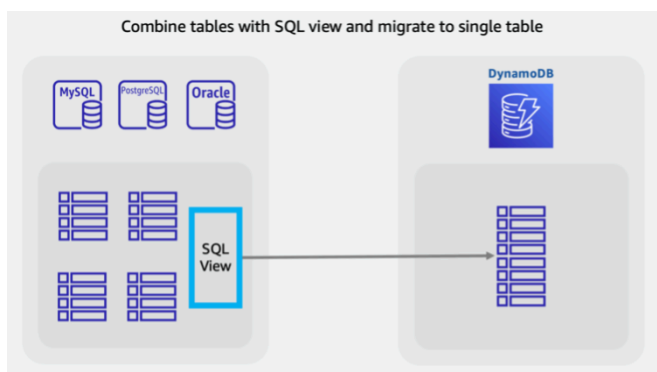 Combine tables with SQL view and migrate to single table
DynamoDB
MySQL
PostgreSQL
Oracle
SQL
View